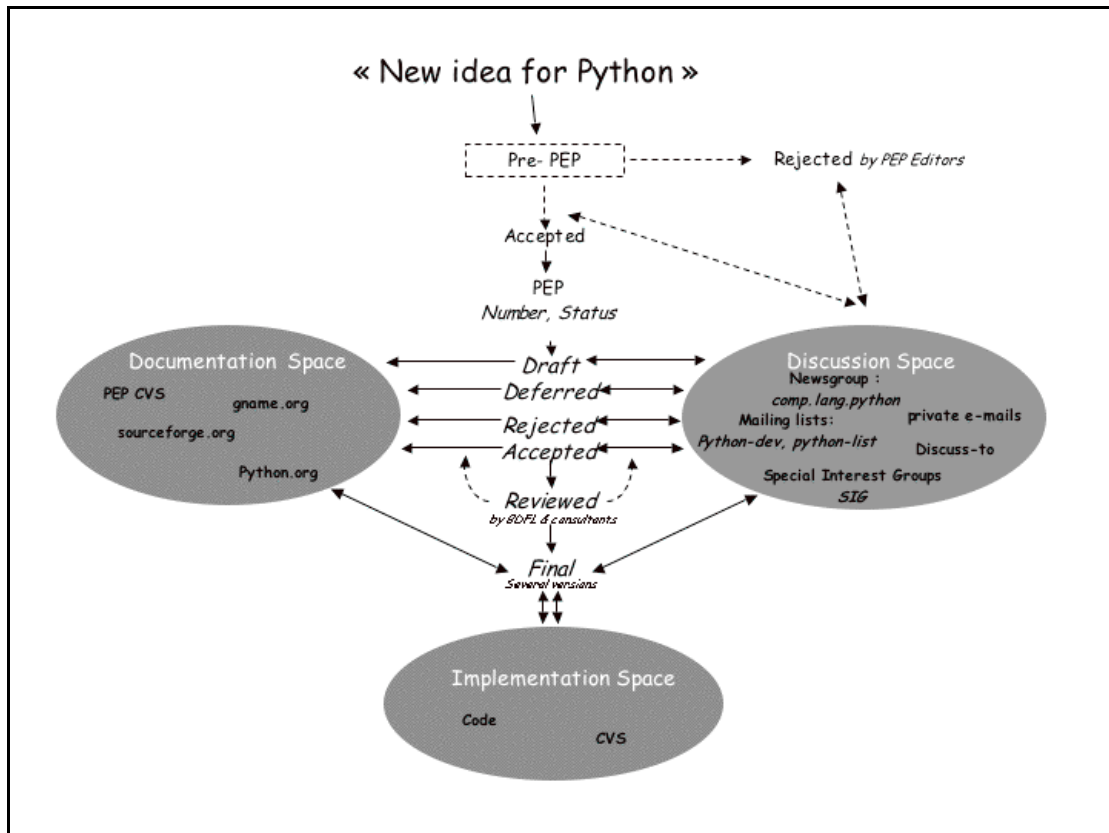 « New idea for Python »
Pre- PEP
Rejected by PEP Editors
Accepted
PEP
Number, Status
Draft
Deferred
Rejected
Accepted
Reviewed
by BDFL & consultants
Final
Several versions
Documentation Space
PEP CVS
gname.org
sourceforge.org
Python.org
Discussion Space
Newsgroup :
comp.lang.python
Mailing lists:
private e-mails
Python-dev, python-list
Discuss-to
Special Interest Groups
SIG
Implementation Space
Code
CVS